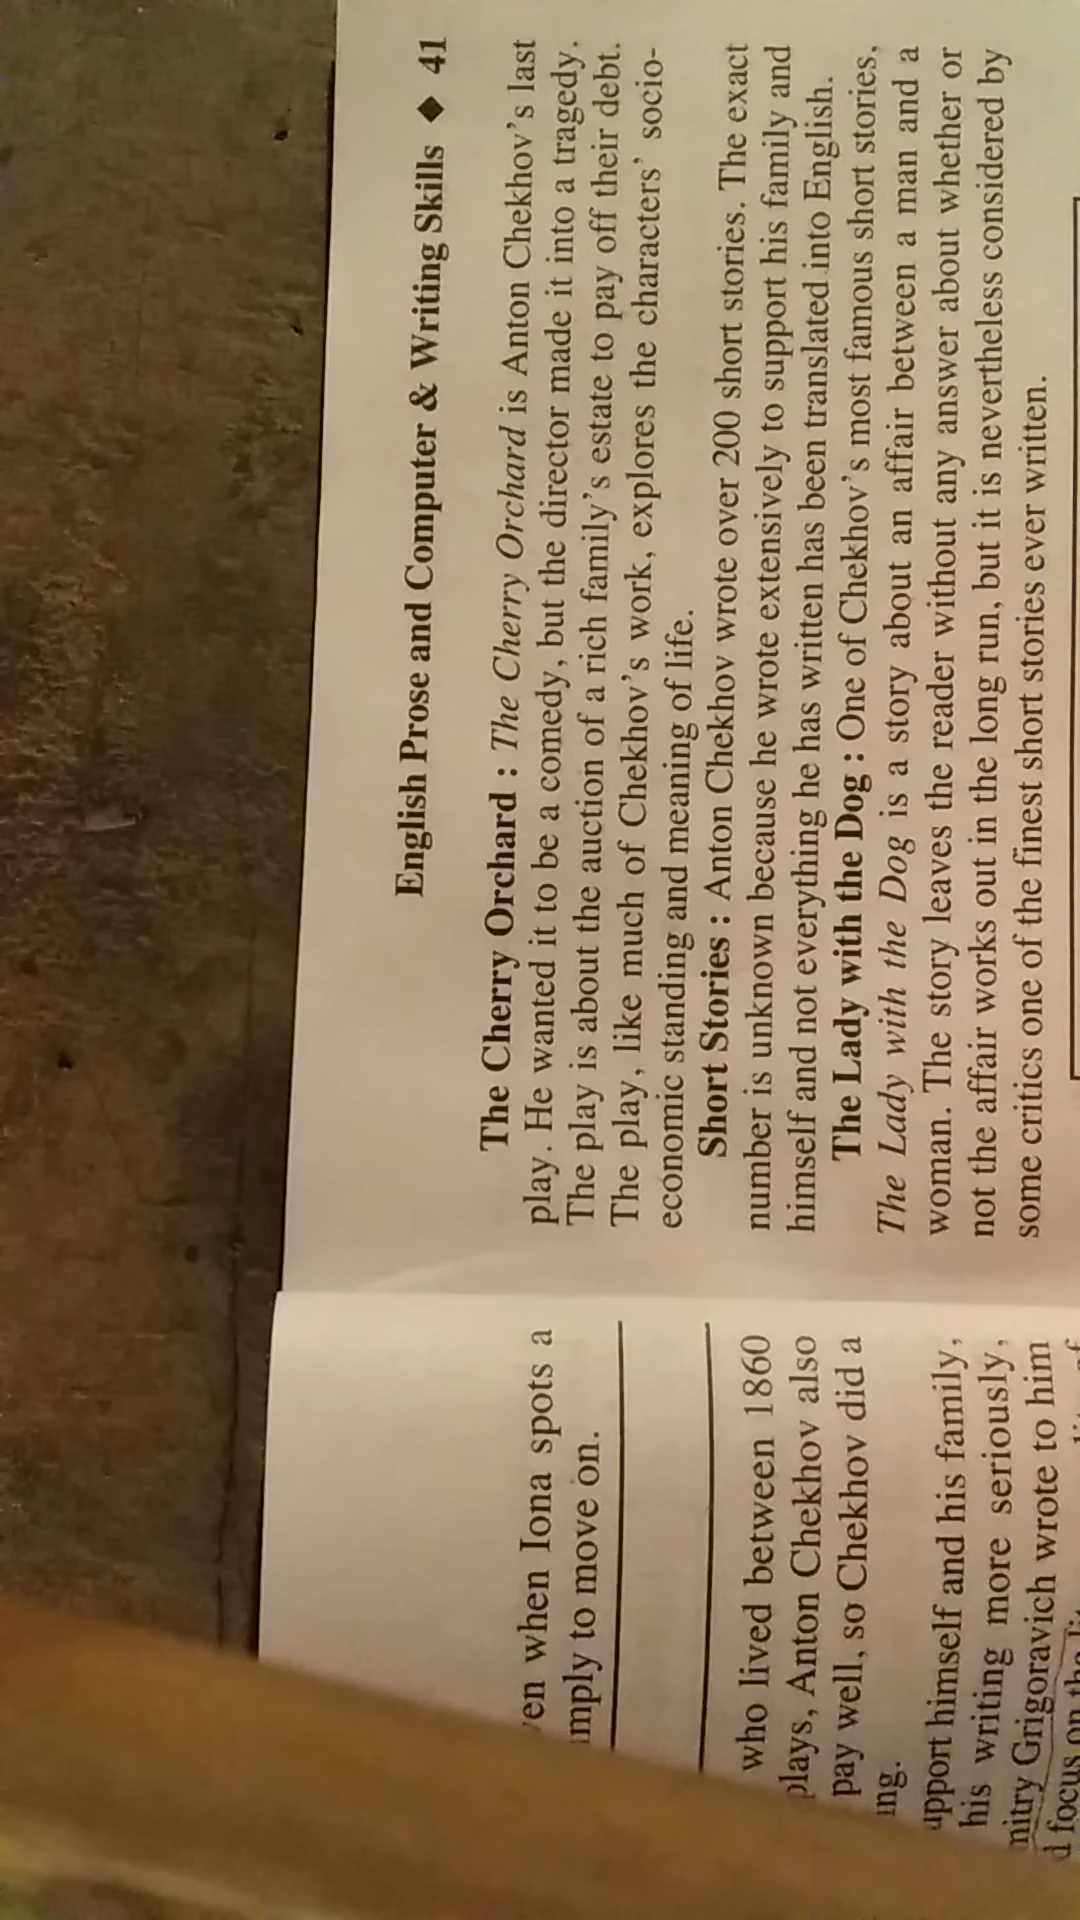 English Prose and Computer & Writing Skills ◆ 41
The Cherry Orchard : The Cherry Orchard is Anton Chekhov's last
play. He wanted it to be a comedy, but the director made it into a tragedy.
The play is about the auction of a rich family's estate to pay off their debt.
The play, like much of Chekhov's work, explores the characters' socio-
economic standing and meaning of life.
Short Stories : Anton Chekhov wrote over 200 short stories. The exact
number is unknown because he wrote extensively to support his family and
himself and not everything he has written has been translated into English.
The Lady with the Dog : One of Chekhov's most famous short stories,
The Lady with the Dog is a story about an affair between a man and a
woman. The story leaves the reader without any answer about whether or
not the affair works out in the long run, but it is nevertheless considered by
some critics one of the finest short stories ever written.
when Iona spots a
to move on.
who lived between 1860
Anton Chekhov also
pay well, so Chekhov did a
himself and his family,
his writing more seriously,
Grigoravich wrote to him
focus on the